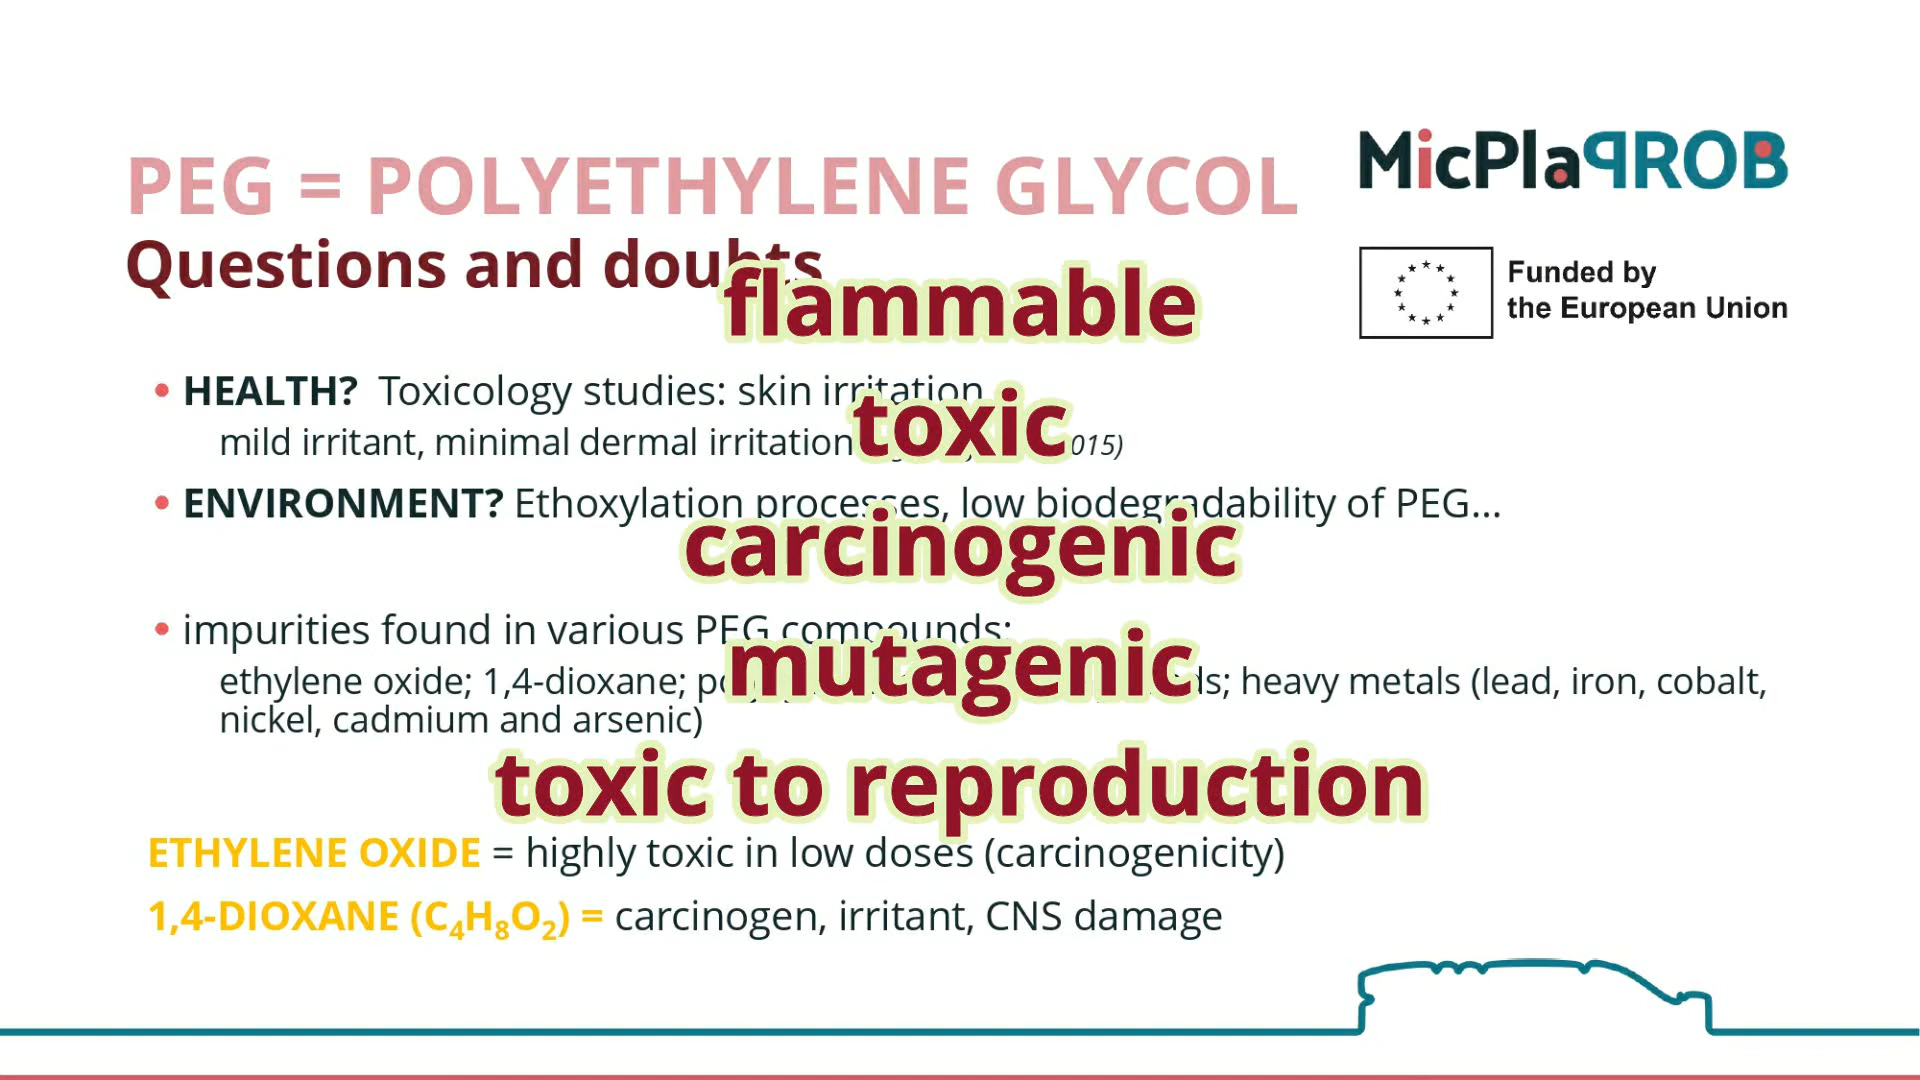 PEG = POLYETHYLENE GLYCOL
MicPlaPROB
Questions and doubts
Funded by
the European Union
flammable
• HEALTH? Toxicology studies: skin irritation
toxic
mild irritant, minimal dermal irritation 015)
• ENVIRONMENT? Ethoxylation processes, low biodegradability of PEG...
carcinogenic
• impurities found in various PEG compounds:
mutagenic
ethylene oxide; 1,4-dioxane; heavy metals (lead, iron, cobalt,
nickel, cadmium and arsenic)
toxic to reproduction
ETHYLENE OXIDE = highly toxic in low doses (carcinogenicity)
1,4-DIOXANE (C₄H₈O₂) = carcinogen, irritant, CNS damage